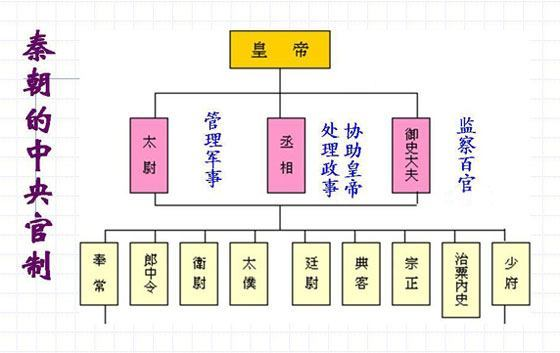 秦朝的中央官制
皇帝
太尉
管理军事
丞相
协助皇帝
处理政事
御史大夫
监察百官
奉常
郎中令
衛尉
太僕
廷尉
典客
宗正
治粟内史
少府